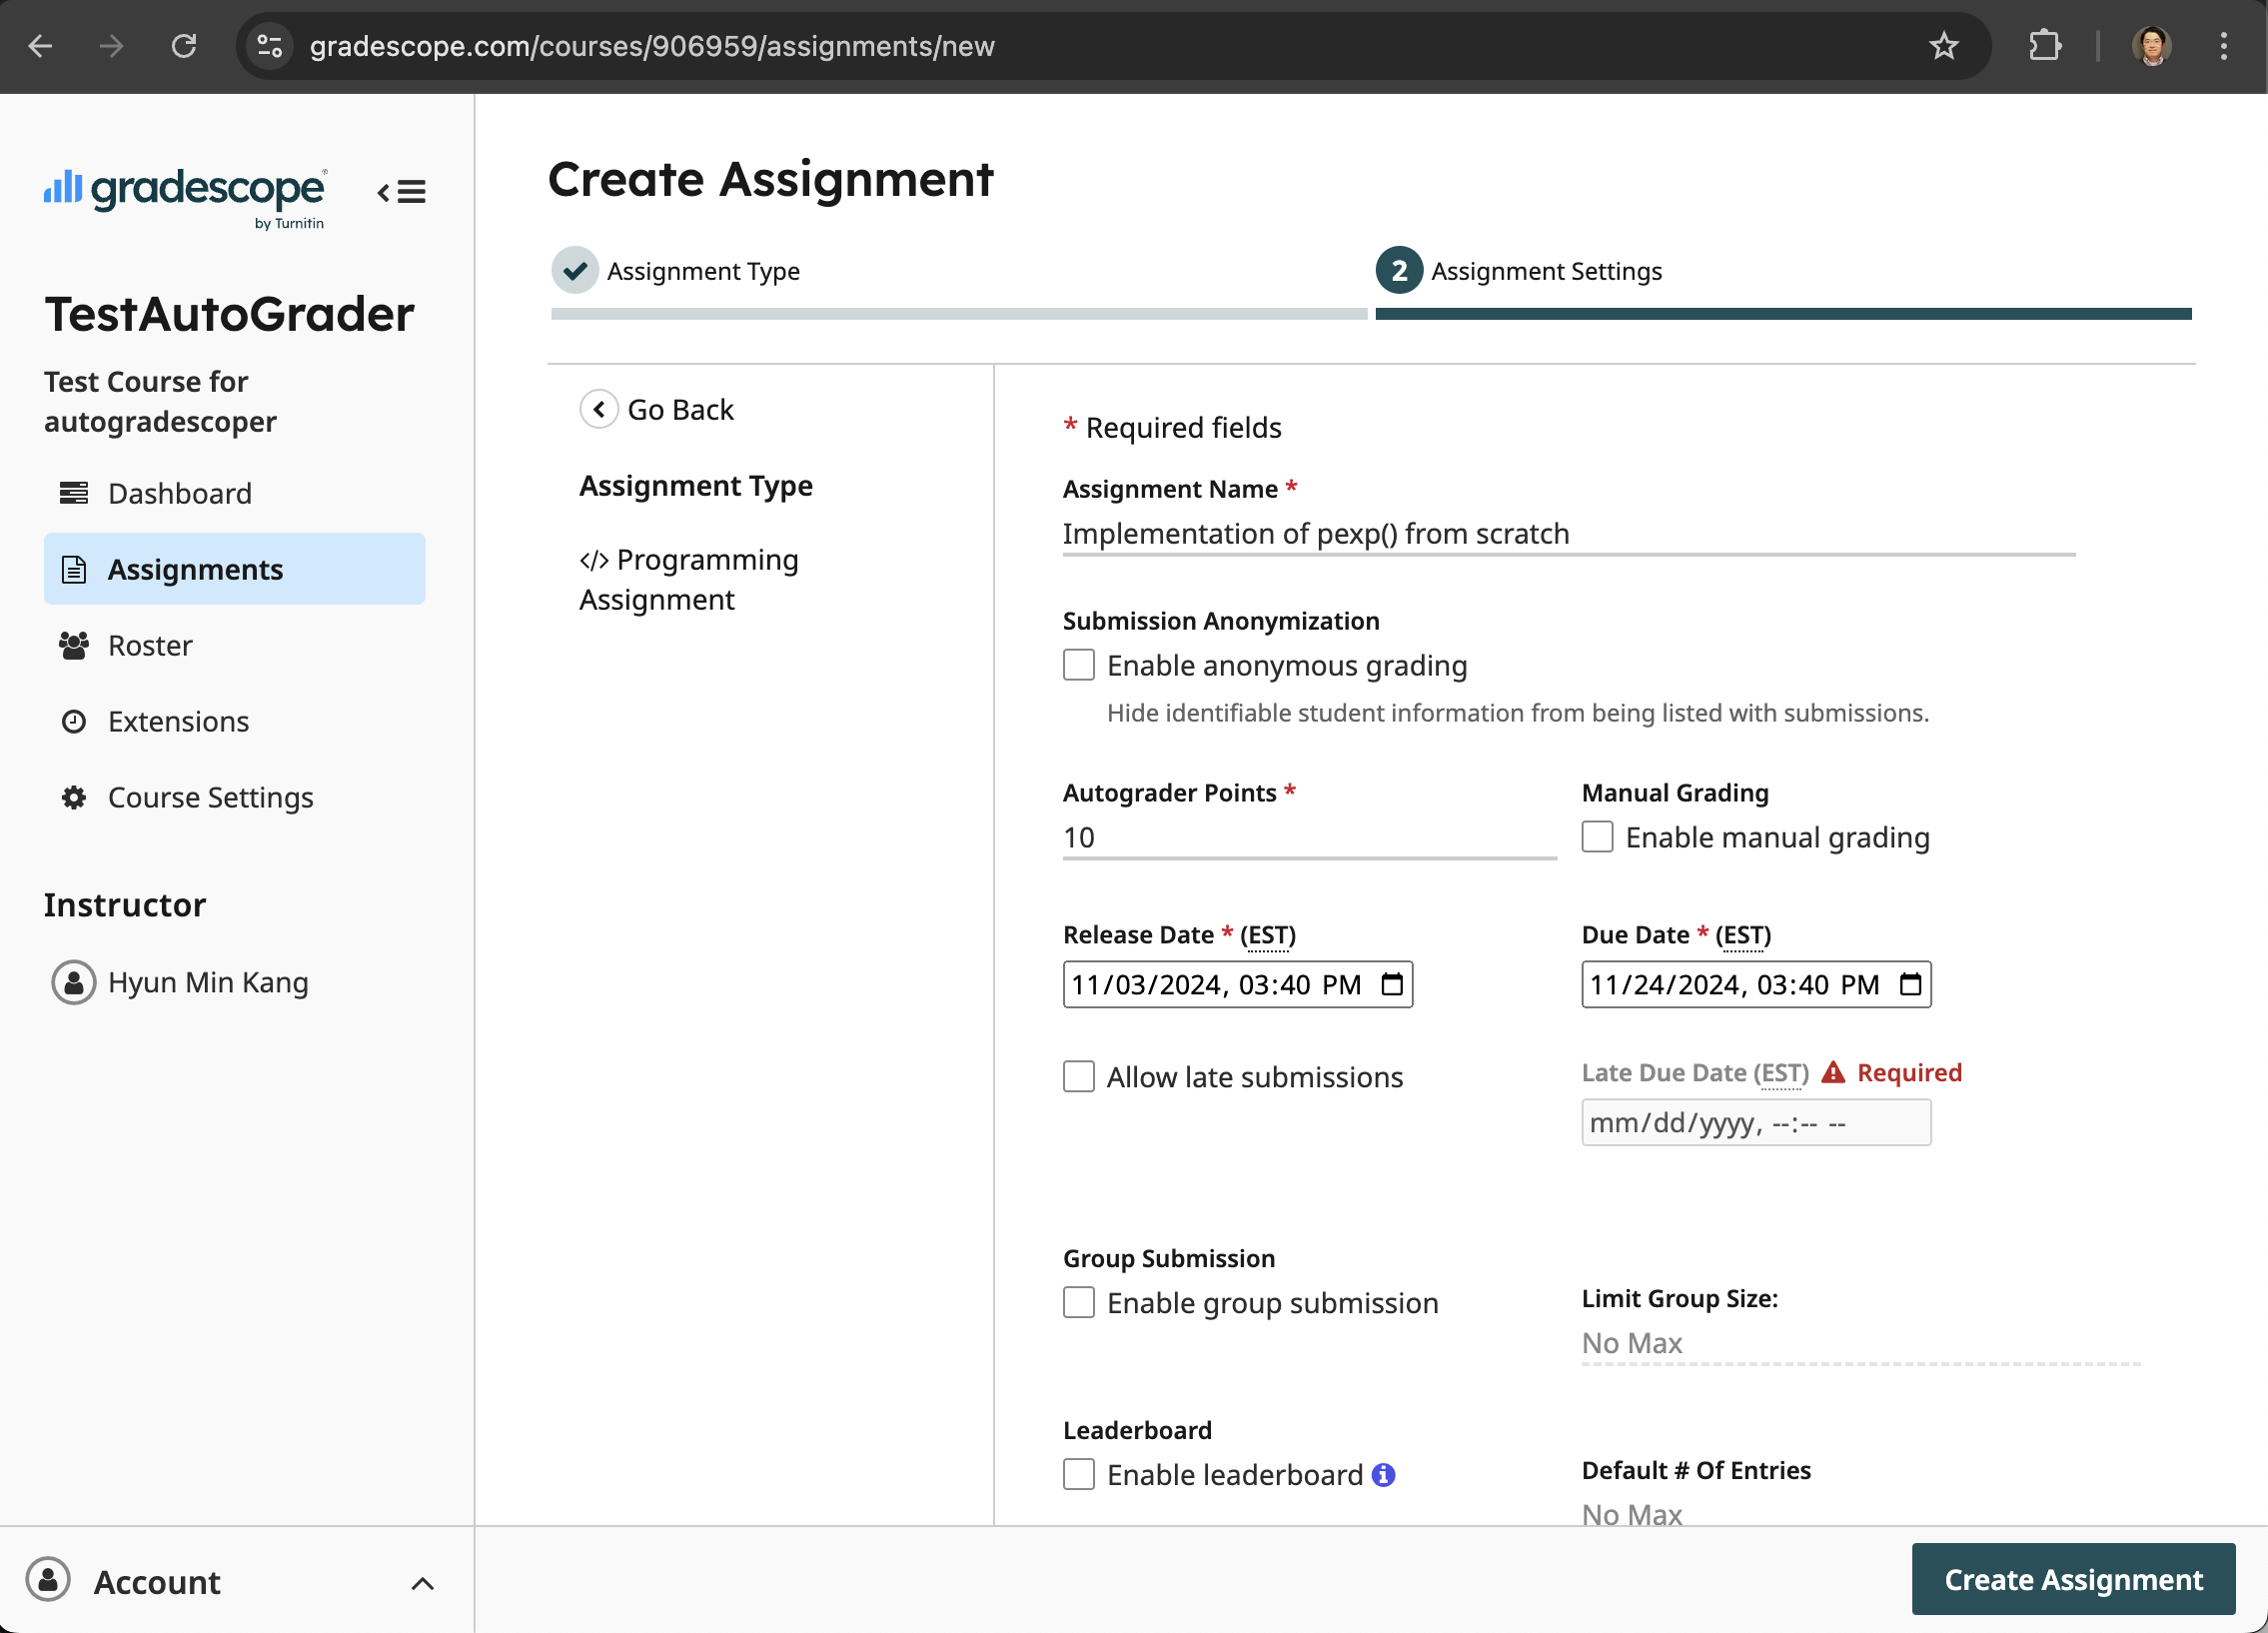 gradescope.com/courses/906959/assignments/new
gradescope
by Turnitin
TestAutoGrader
Test Course for
autogradescoper
Dashboard
Assignments
Roster
Extensions
Course Settings
Instructor
Hyun Min Kang
Account
Create Assignment
Assignment Type
2 Assignment Settings
Go Back
Assignment Type
</> Programming
Assignment
* Required fields
Assignment Name *
Implementation of pexp() from scratch
Submission Anonymization
Enable anonymous grading
Hide identifiable student information from being listed with submissions.
Autograder Points *
10
Manual Grading
Enable manual grading
Release Date * (EST)
11/03/2024, 03:40 PM
Due Date * (EST)
11/24/2024, 03:40 PM
Allow late submissions
Late Due Date (EST) Required
mm/dd/yyyy, --:-- --
Group Submission
Enable group submission
Limit Group Size:
No Max
Leaderboard
Enable leaderboard
Default # Of Entries
No Max
Create Assignment